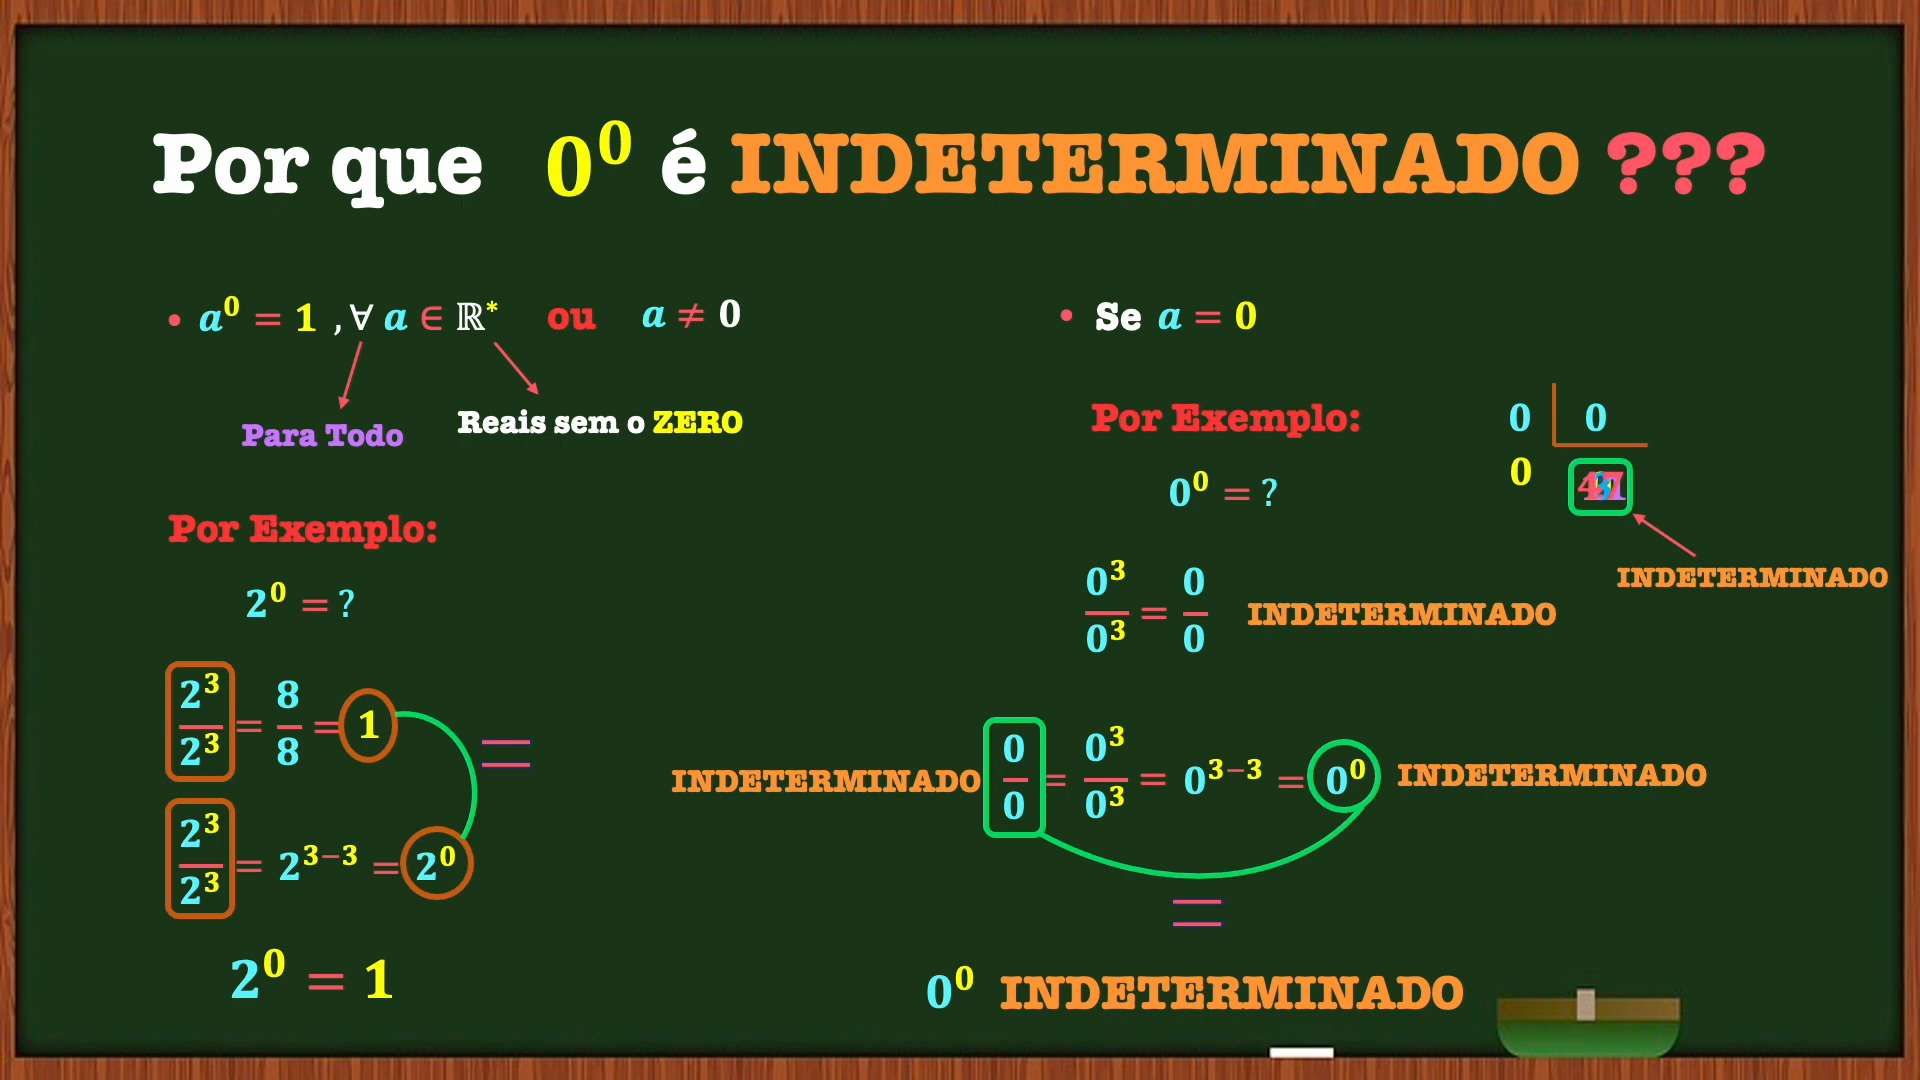 Por que 0⁰ é INDETERMINADO ???
• a⁰ = 1 , ∀ a ∈ ℝ* ou a ≠ 0
Para Todo
Reais sem o ZERO
Por Exemplo:
2⁰ = ?
2³/2³ = 8/8 = 1
=
2³/2³ = 2³⁻³ = 2⁰
2⁰ = 1
• Se a = 0
Por Exemplo:
0 0
0
INDETERMINADO
0⁰ = ?
0³/0³ = 0/0 INDETERMINADO
INDETERMINADO 0/0 = 0³/0³ = 0³⁻³ = 0⁰ INDETERMINADO
=
0⁰ INDETERMINADO